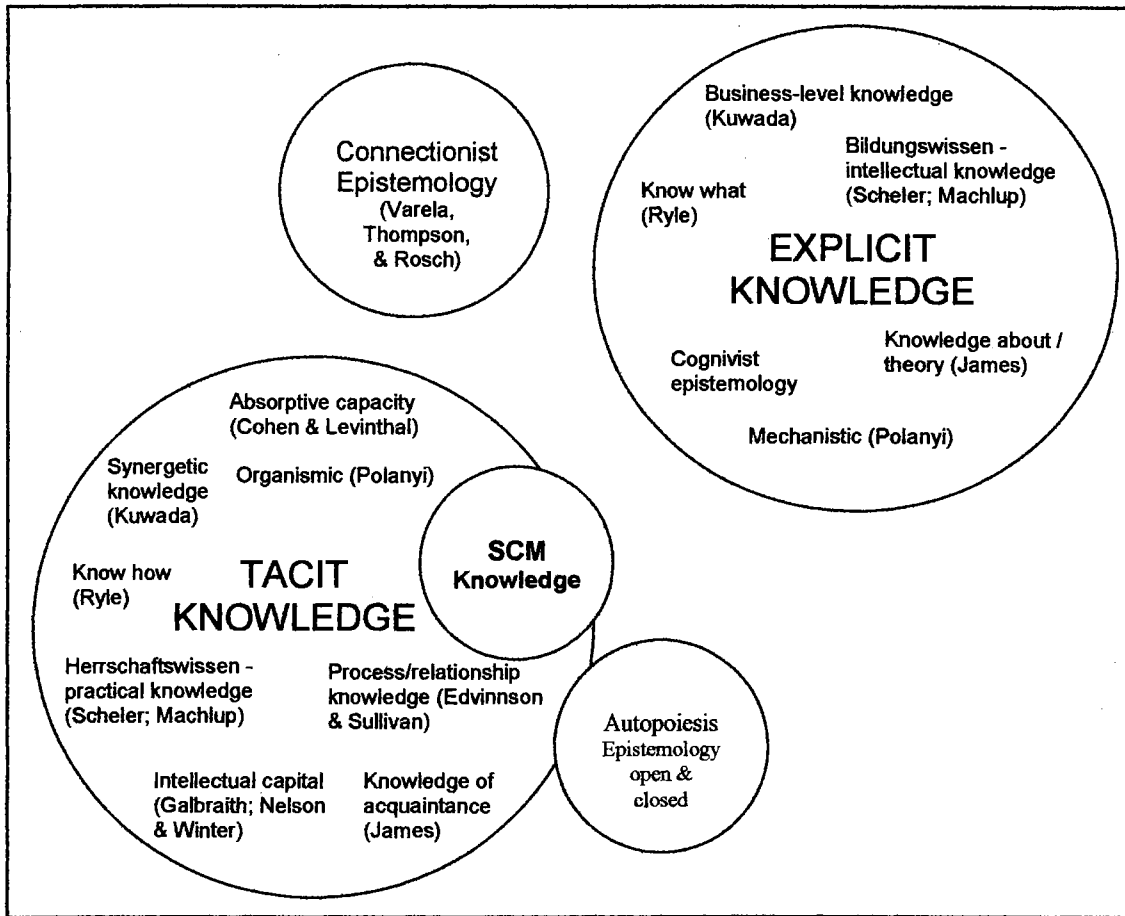 Connectionist
Epistemology
(Varela,
Thompson,
& Rosch)
Business-level knowledge
(Kuwada)
Bildungswissen -
intellectual knowledge
(Scheler; Machlup)
Know what
(Ryle)
EXPLICIT
KNOWLEDGE
Knowledge about /
theory (James)
Cognivist
epistemology
Mechanistic (Polanyi)
Absorptive capacity
(Cohen & Levinthal)
Synergetic
knowledge
(Kuwada)
Organismic (Polanyi)
SCM
Knowledge
Know how
(Ryle)
TACIT
KNOWLEDGE
Herrschaftswissen -
practical knowledge
(Scheler; Machlup)
Process/relationship
knowledge (Edvinnson
& Sullivan)
Autopoiesis
Epistemology
open &
closed
Intellectual capital
(Galbraith; Nelson
& Winter)
Knowledge of
acquaintance
(James)